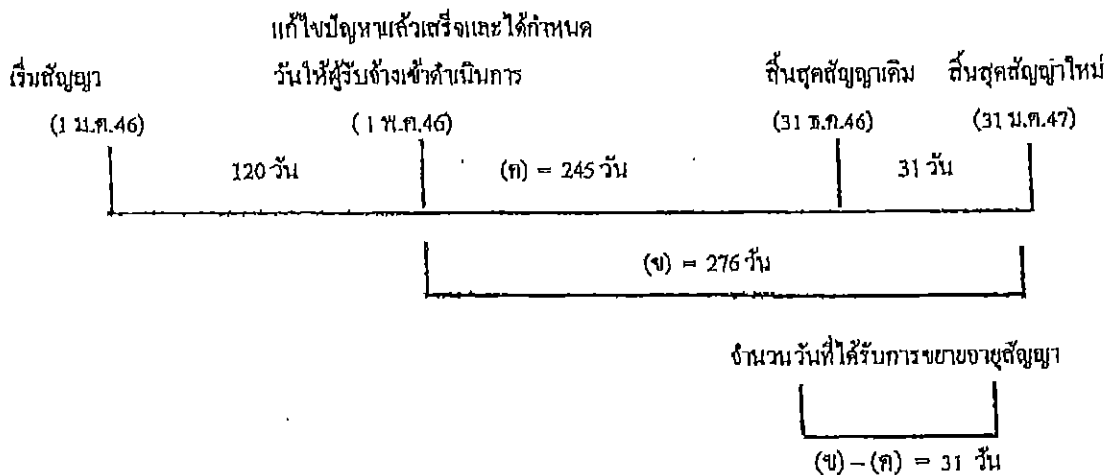 แก้ไขปัญหาแล้วเสร็จและได้กำหนด
เริ่มสัญญา วันให้ผู้รับจ้างเข้าดำเนินการ สิ้นสุดสัญญาเดิม สิ้นสุดสัญญาใหม่
(1 ม.ค.46) (1 พ.ค.46) (31 ธ.ค.46) (31 ม.ค.47)
120 วัน (ค) = 245 วัน 31 วัน
(ข) = 276 วัน
จำนวนวันที่ได้รับการขยายอายุสัญญา
(ข) – (ค) = 31 วัน